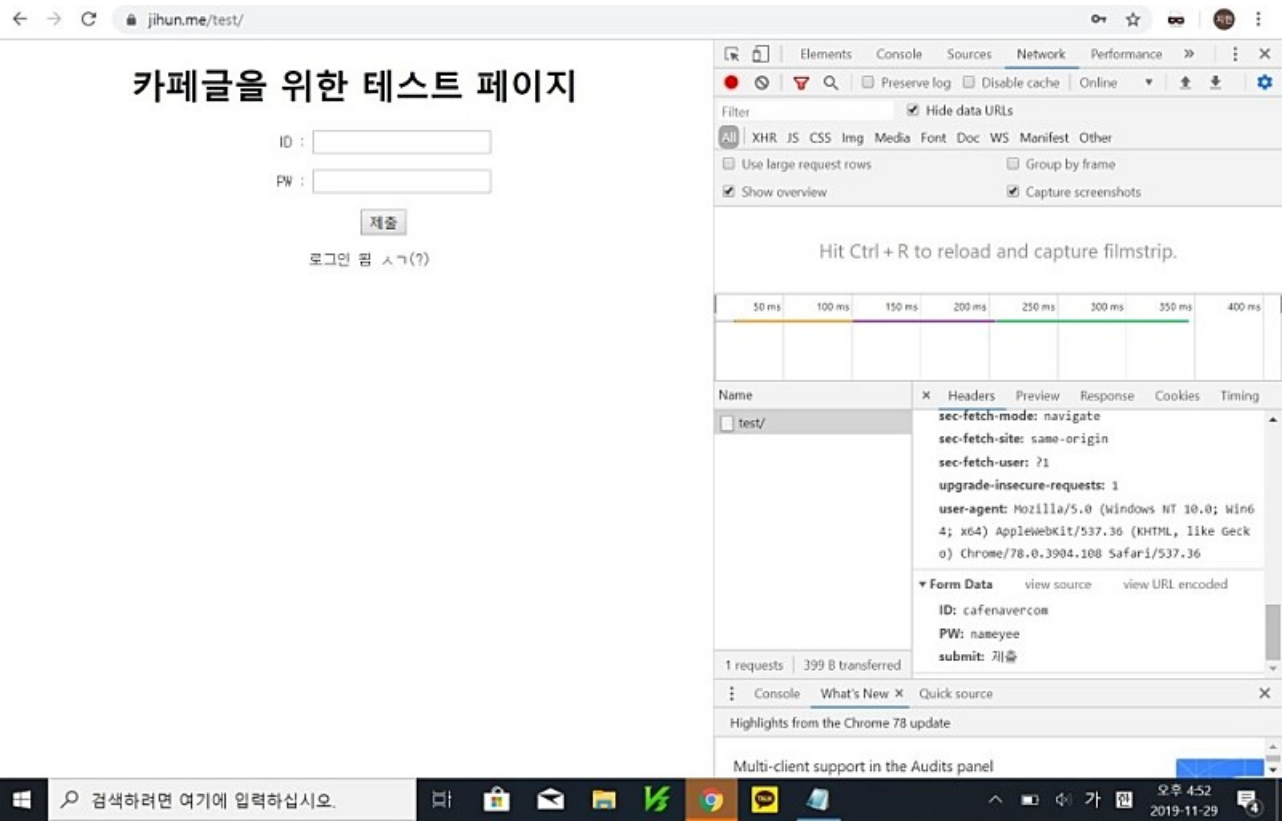 jihun.me/test/
지헌
카페글을 위한 테스트 페이지
ID :
PW :
제출
로그인 됨 ㅅㄱ(?)
Elements Console Sources Network Performance »
Preserve log Disable cache Online
Filter Hide data URLs
All XHR JS CSS Img Media Font Doc WS Manifest Other
Use large request rows Group by frame
Show overview Capture screenshots
Hit Ctrl + R to reload and capture filmstrip.
50 ms 100 ms 150 ms 200 ms 250 ms 300 ms 350 ms 400 ms
Name × Headers Preview Response Cookies Timing
test/
sec-fetch-mode: navigate
sec-fetch-site: same-origin
sec-fetch-user: ?1
upgrade-insecure-requests: 1
user-agent: Mozilla/5.0 (Windows NT 10.0; Win6
4; x64) AppleWebKit/537.36 (KHTML, like Geck
o) Chrome/78.0.3904.108 Safari/537.36
Form Data view source view URL encoded
ID: cafenavercom
PW: nameyee
submit: 제출
1 requests 399 B transferred
Console What's New × Quick source ×
Highlights from the Chrome 78 update
Multi-client support in the Audits panel
검색하려면 여기에 입력하십시오.
TALK
가 한
오후 4:52
2019-11-29
4